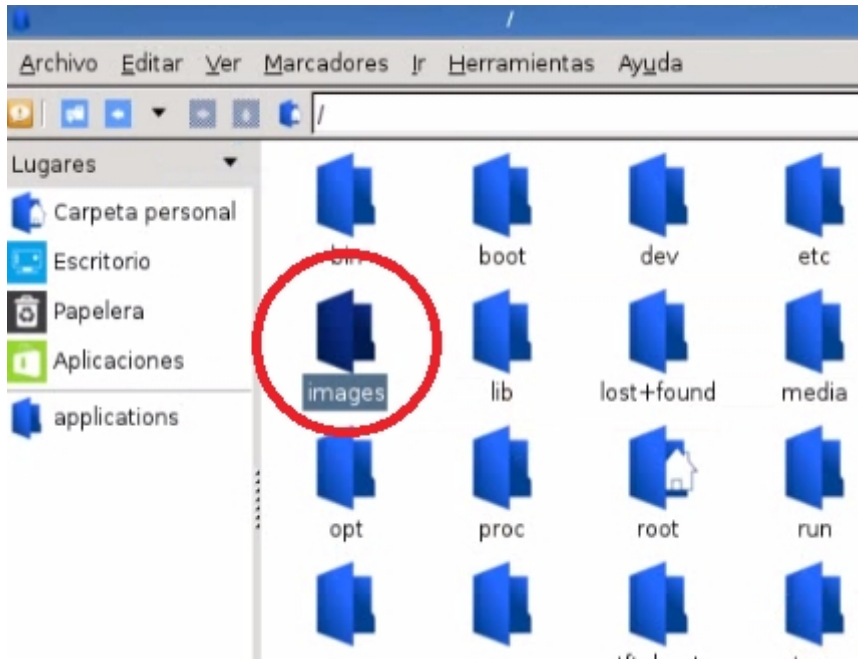 /
Archivo Editar Ver Marcadores Ir Herramientas Ayuda
/
Lugares
Carpeta personal
Escritorio
Papelera
Aplicaciones
applications
bin boot dev etc
images lib lost+found media
opt proc root run